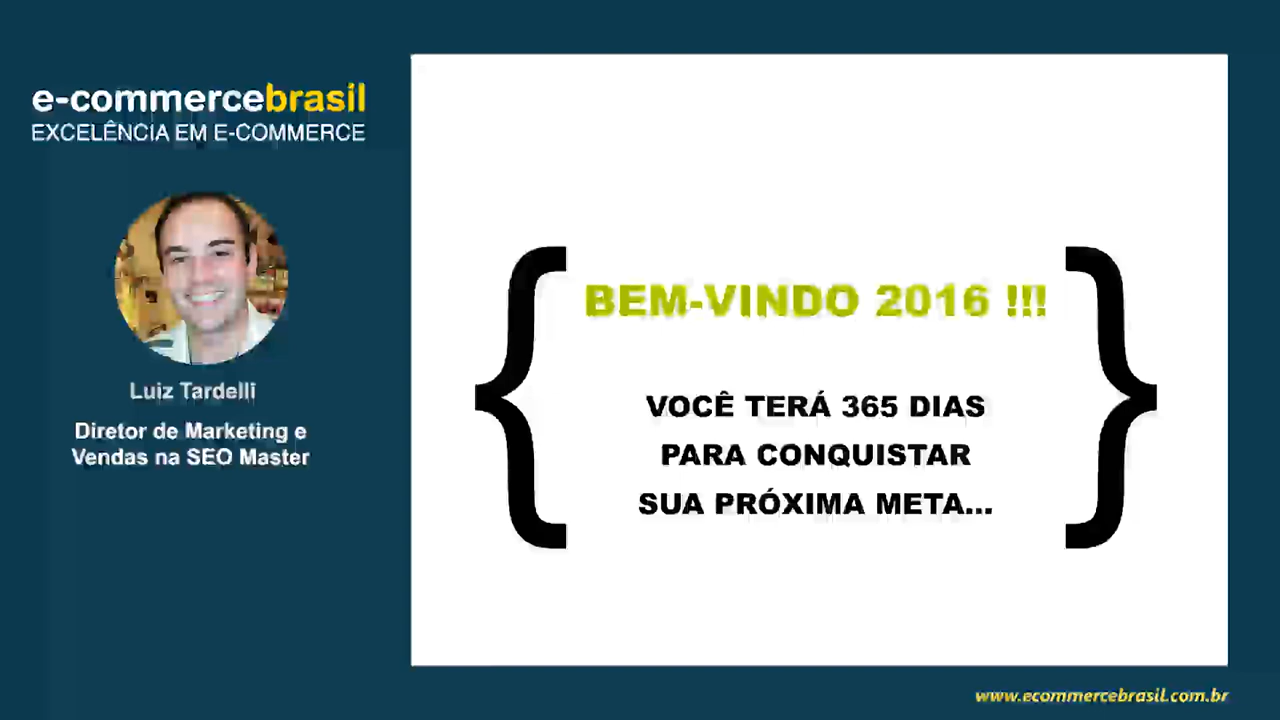 e-commercebrasil
EXCELÊNCIA EM E-COMMERCE
Luiz Tardelli
Diretor de Marketing e
Vendas na SEO Master
{ BEM-VINDO 2016 !!! }
VOCÊ TERÁ 365 DIAS
PARA CONQUISTAR
SUA PRÓXIMA META...
www.ecommercebrasil.com.br